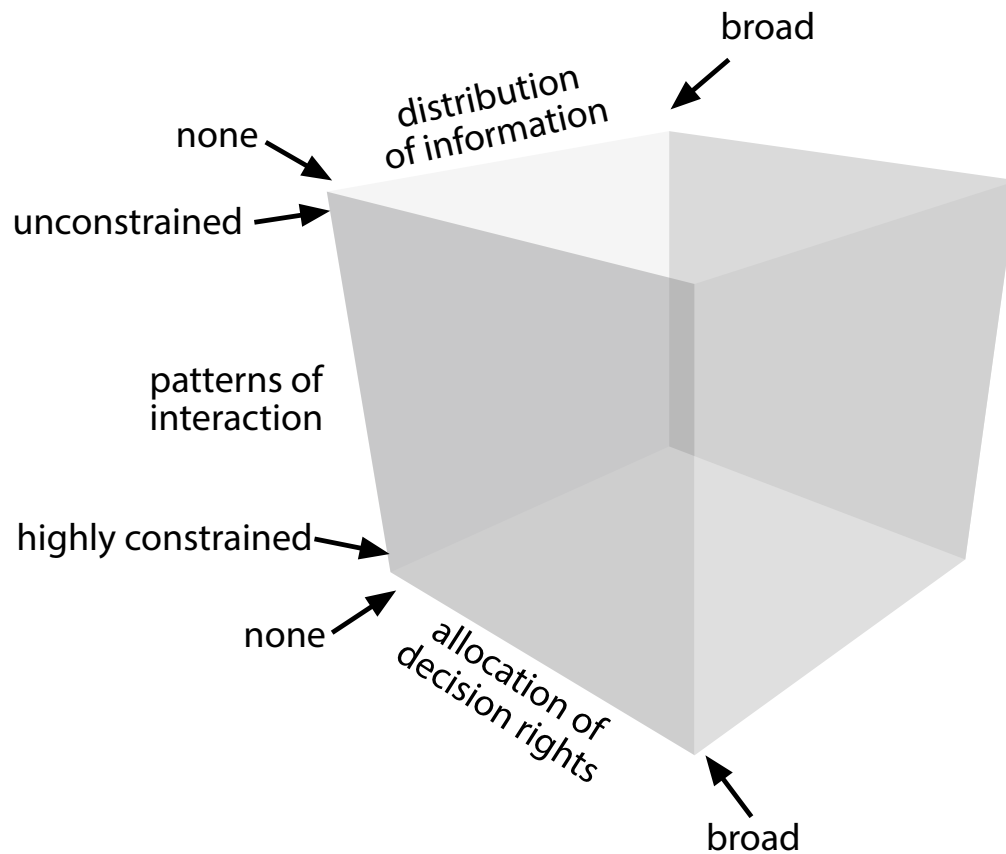 broad
distribution
of information
none
unconstrained
patterns of
interaction
highly constrained
none
allocation of
decision rights
broad